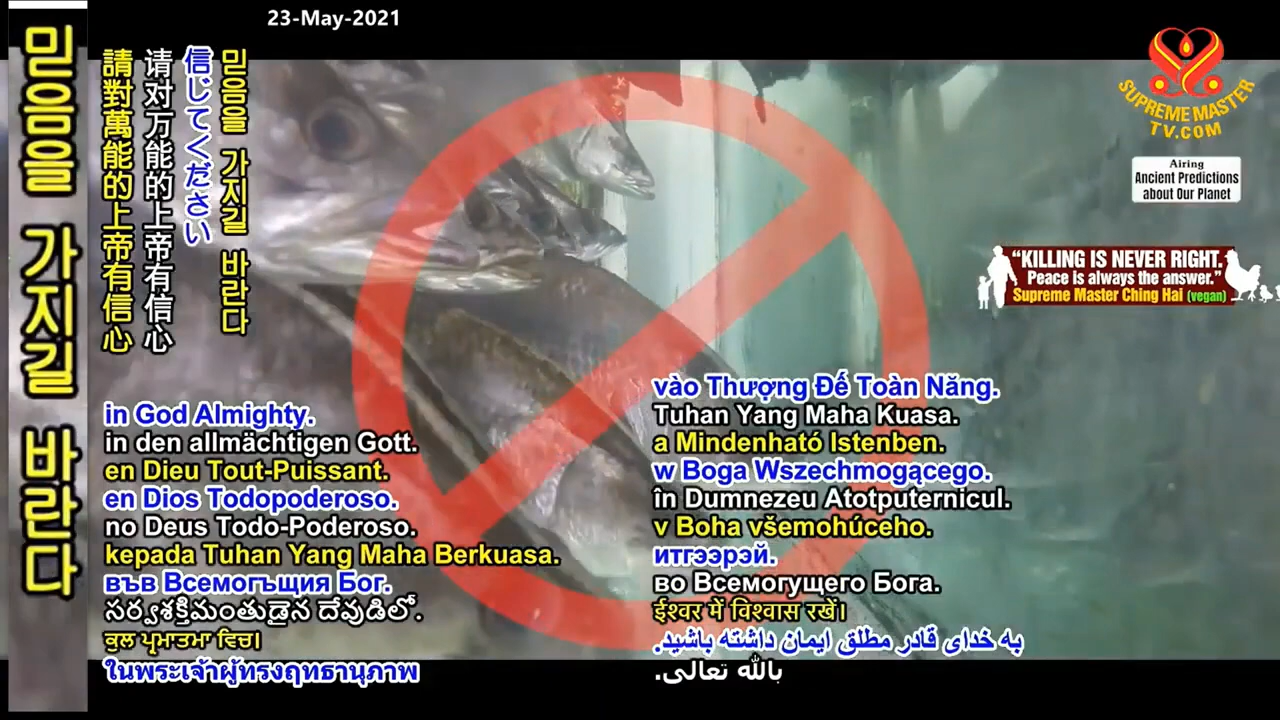 23-May-2021
믿음을 가지길 바란다
請對萬能的上帝有信心
请对万能的上帝有信心
信じてください
믿음을 가지길 바란다
SUPREME MASTER
TV.COM
Airing
Ancient Predictions
about Our Planet
“KILLING IS NEVER RIGHT.
Peace is always the answer.”
Supreme Master Ching Hai (vegan)
in God Almighty.
in den allmächtigen Gott.
en Dieu Tout-Puissant.
en Dios Todopoderoso.
no Deus Todo-Poderoso.
kepada Tuhan Yang Maha Berkuasa.
във Всемогъщия Бог.
సర్వశక్తిమంతుడైన దేవుడిలో.
ਕੁਲ ਪ੍ਰਮਾਤਮਾ ਵਿਚ।
ในพระเจ้าผู้ทรงฤทธานุภาพ
vào Thượng Đế Toàn Năng.
Tuhan Yang Maha Kuasa.
a Mindenható Istenben.
w Boga Wszechmogącego.
în Dumnezeu Atotputernicul.
v Boha všemohúceho.
итгээрэй.
во Всемогущего Бога.
ईश्वर में विश्वास रखें।
به خدای قادر مطلق ایمان داشته باشید.
بالله تعالى.